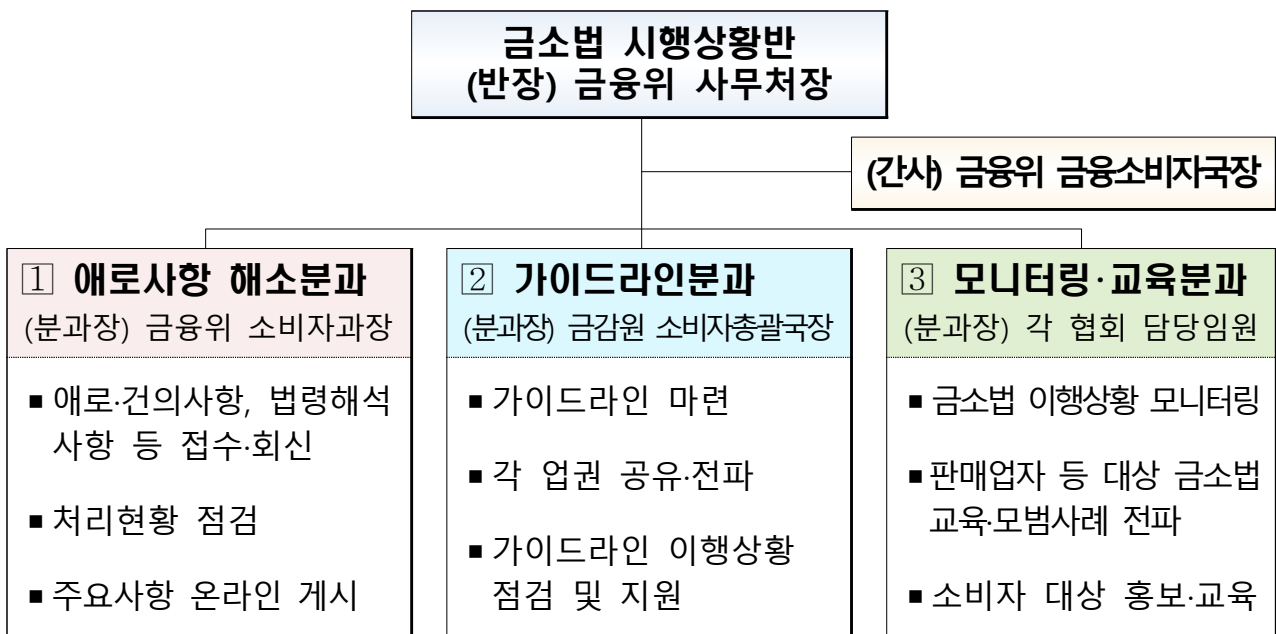 금소법 시행상황반
(반장) 금융위 사무처장
(간사) 금융위 금융소비자국장
1 애로사항 해소분과
(분과장) 금융위 소비자과장
▪ 애로·건의사항, 법령해석
사항 등 접수·회신
▪ 처리현황 점검
▪ 주요사항 온라인 게시
2 가이드라인분과
(분과장) 금감원 소비자총괄국장
▪ 가이드라인 마련
▪ 각 업권 공유·전파
▪ 가이드라인 이행상황
점검 및 지원
3 모니터링·교육분과
(분과장) 각 협회 담당임원
▪ 금소법 이행상황 모니터링
▪ 판매업자 등 대상 금소법
교육·모범사례 전파
▪ 소비자 대상 홍보·교육